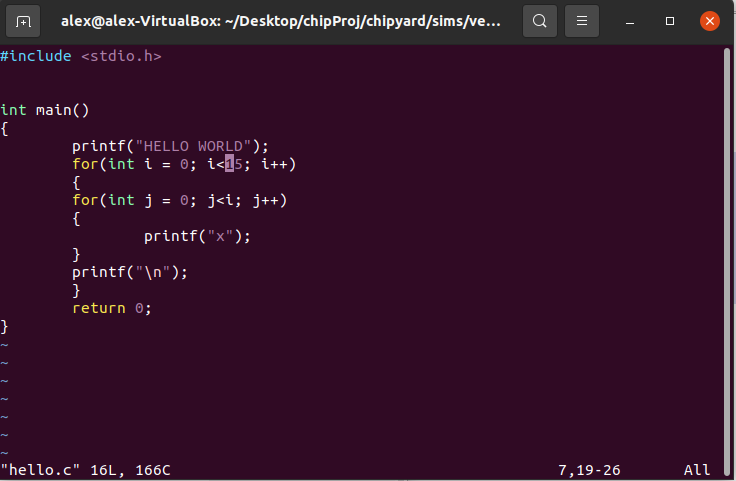 alex@alex-VirtualBox: ~/Desktop/chipProj/chipyard/sims/ve...
#include <stdio.h>
int main()
{
        printf("HELLO WORLD");
        for(int i = 0; i<15; i++)
        {
        for(int j = 0; j<i; j++)
        {
                printf("x");
        }
        printf("\n");
        }
        return 0;
}
~
~
~
~
~
~
~
"hello.c" 16L, 166C 7,19-26 All